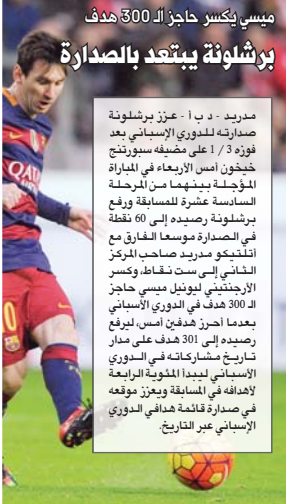 ميسي يكسر حاجز الـ 300 هدف
برشلونة يبتعد بالصدارة
مدريد - د ب أ - عزز برشلونة
صدارته للدوري الإسباني بعد
فوزه 3 / 1 على مضيفه سبورتنج
خيخون أمس الأربعاء في المباراة
المؤجلة بينهما من المرحلة
السادسة عشرة للمسابقة ورفع
برشلونة رصيده إلى 60 نقطة
في الصدارة موسعا الفارق مع
أتلتيكو مدريد صاحب المركز
الثاني إلى ست نقاط، وكسر
الأرجنتيني ليونيل ميسي حاجز
الـ 300 هدف في الدوري الأسباني
بعدما أحرز هدفين أمس، ليرفع
رصيده إلى 301 هدف على مدار
تاريخ مشاركاته في الدوري
الأسباني ليبدأ المئوية الرابعة
لأهدافه في المسابقة ويعزز موقعه
في صدارة قائمة هدافي الدوري
الإسباني عبر التاريخ.